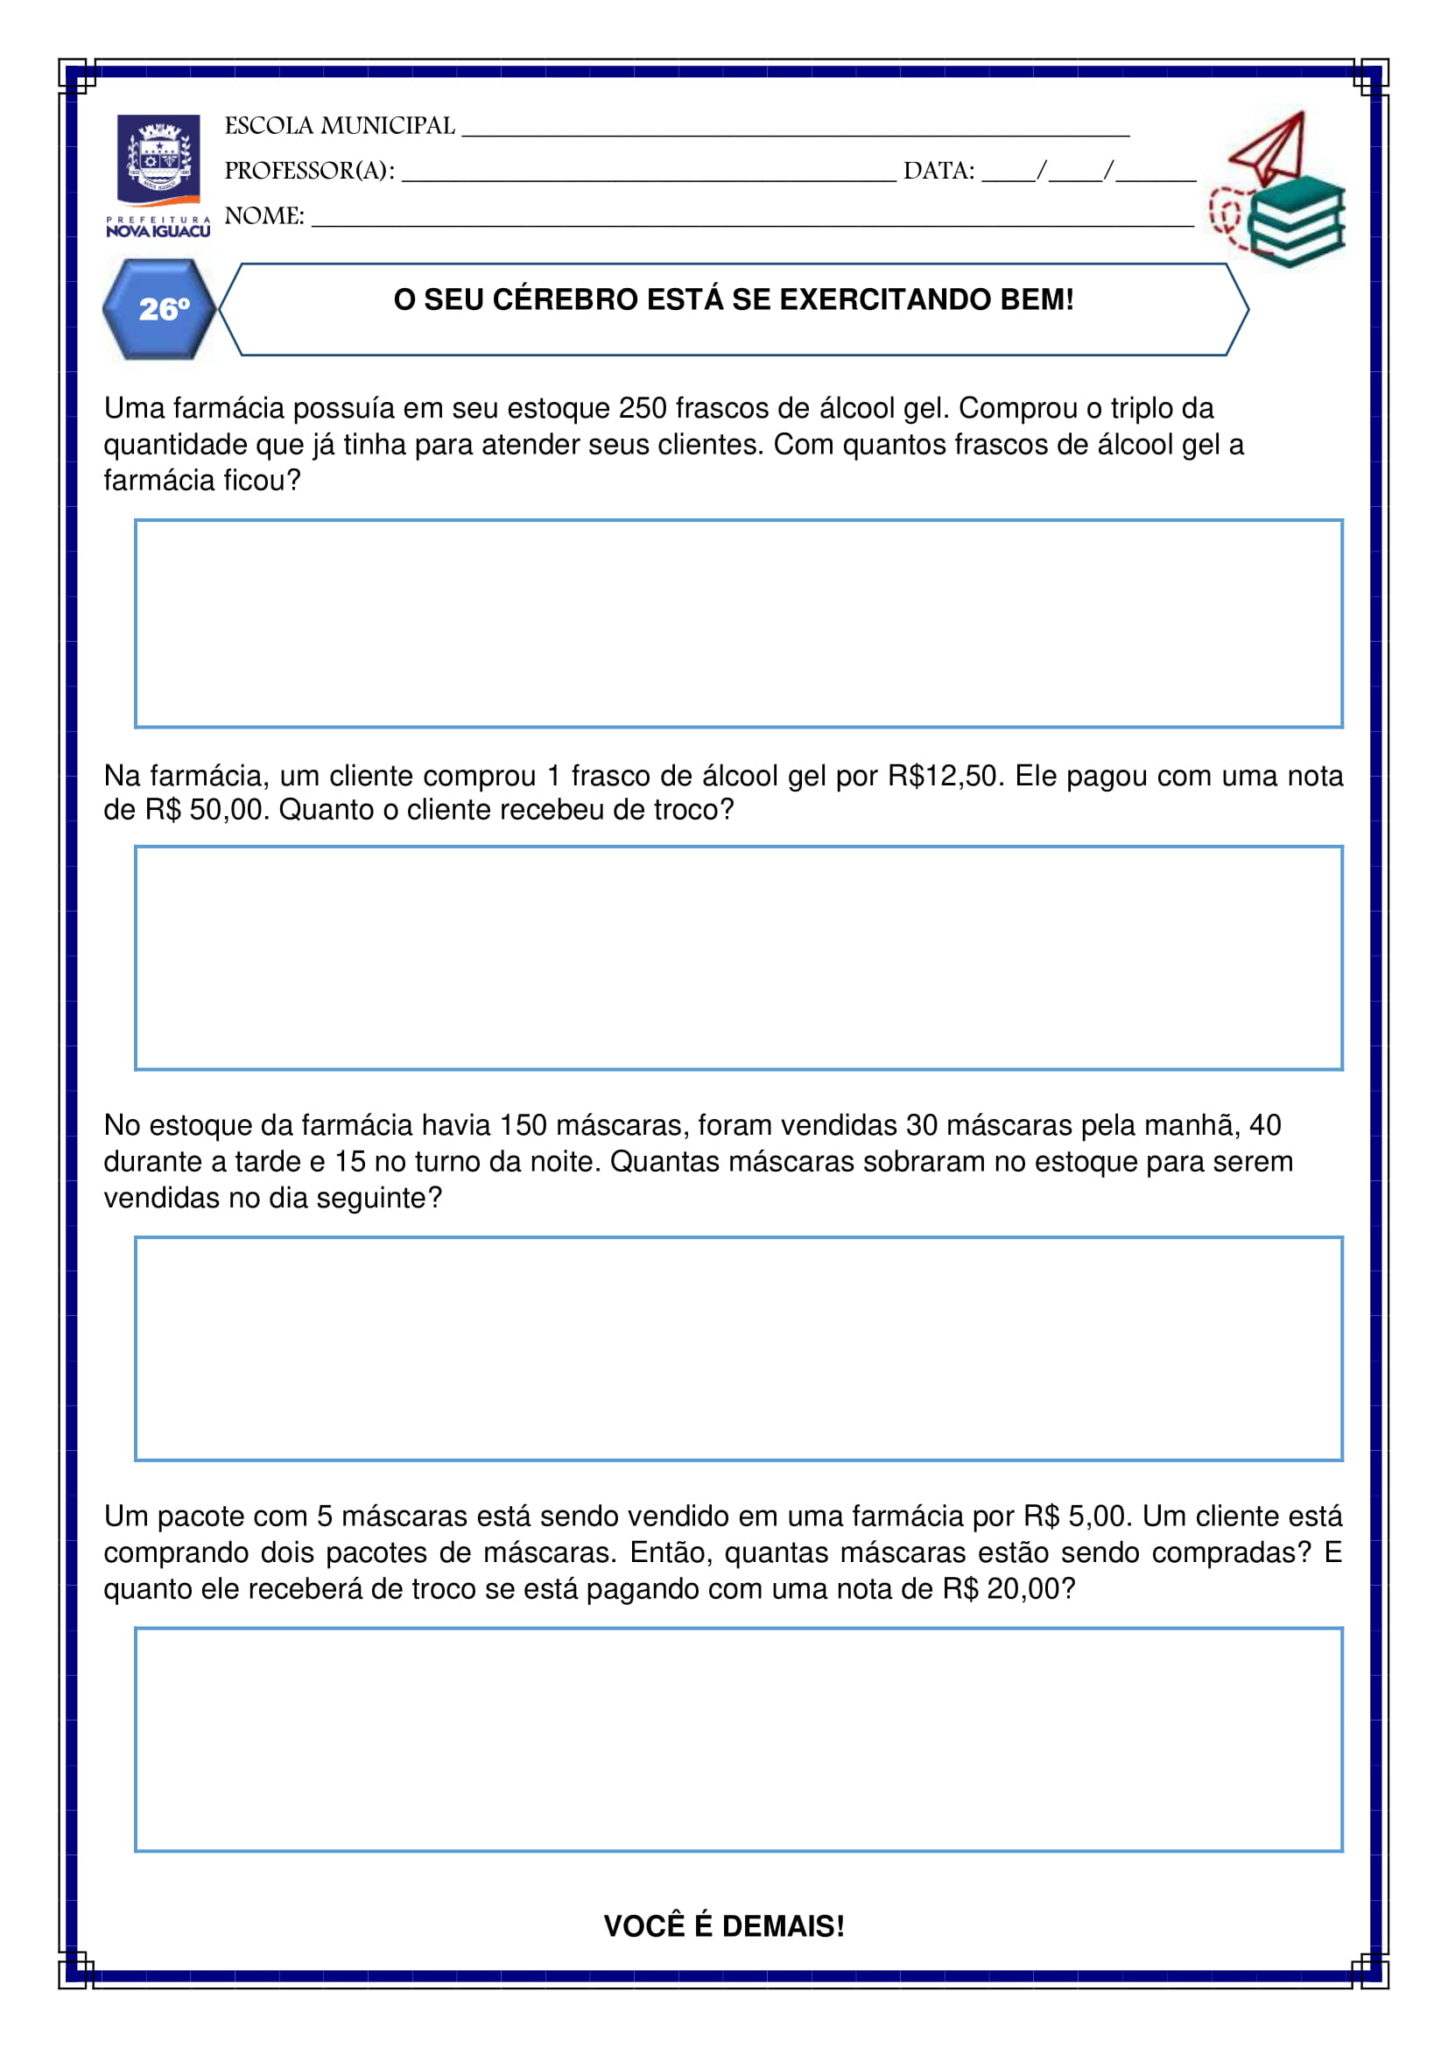 ESCOLA MUNICIPAL ______________________________________________
PROFESSOR(A): __________________________________ DATA: ____/____/______
NOME: _____________________________________________________________
PREFEITURA
NOVA IGUAÇU
26º
O SEU CÉREBRO ESTÁ SE EXERCITANDO BEM!
Uma farmácia possuía em seu estoque 250 frascos de álcool gel. Comprou o triplo da
quantidade que já tinha para atender seus clientes. Com quantos frascos de álcool gel a
farmácia ficou?
Na farmácia, um cliente comprou 1 frasco de álcool gel por R$12,50. Ele pagou com uma nota
de R$ 50,00. Quanto o cliente recebeu de troco?
No estoque da farmácia havia 150 máscaras, foram vendidas 30 máscaras pela manhã, 40
durante a tarde e 15 no turno da noite. Quantas máscaras sobraram no estoque para serem
vendidas no dia seguinte?
Um pacote com 5 máscaras está sendo vendido em uma farmácia por R$ 5,00. Um cliente está
comprando dois pacotes de máscaras. Então, quantas máscaras estão sendo compradas? E
quanto ele receberá de troco se está pagando com uma nota de R$ 20,00?
VOCÊ É DEMAIS!